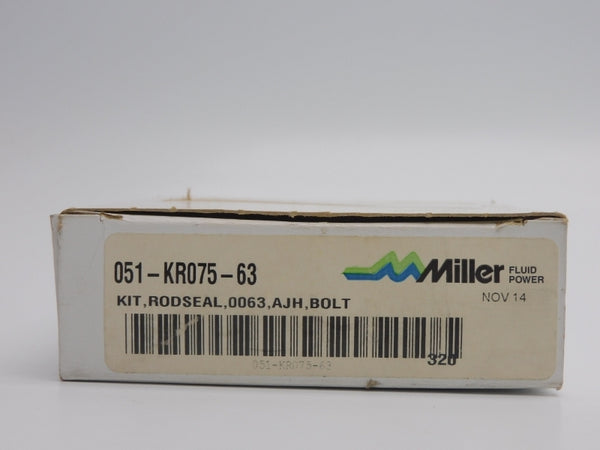 051-KR075-63
Miller FLUID POWER
KIT,RODSEAL,0063,AJH,BOLT
NOV 14
320
051-KR075-63